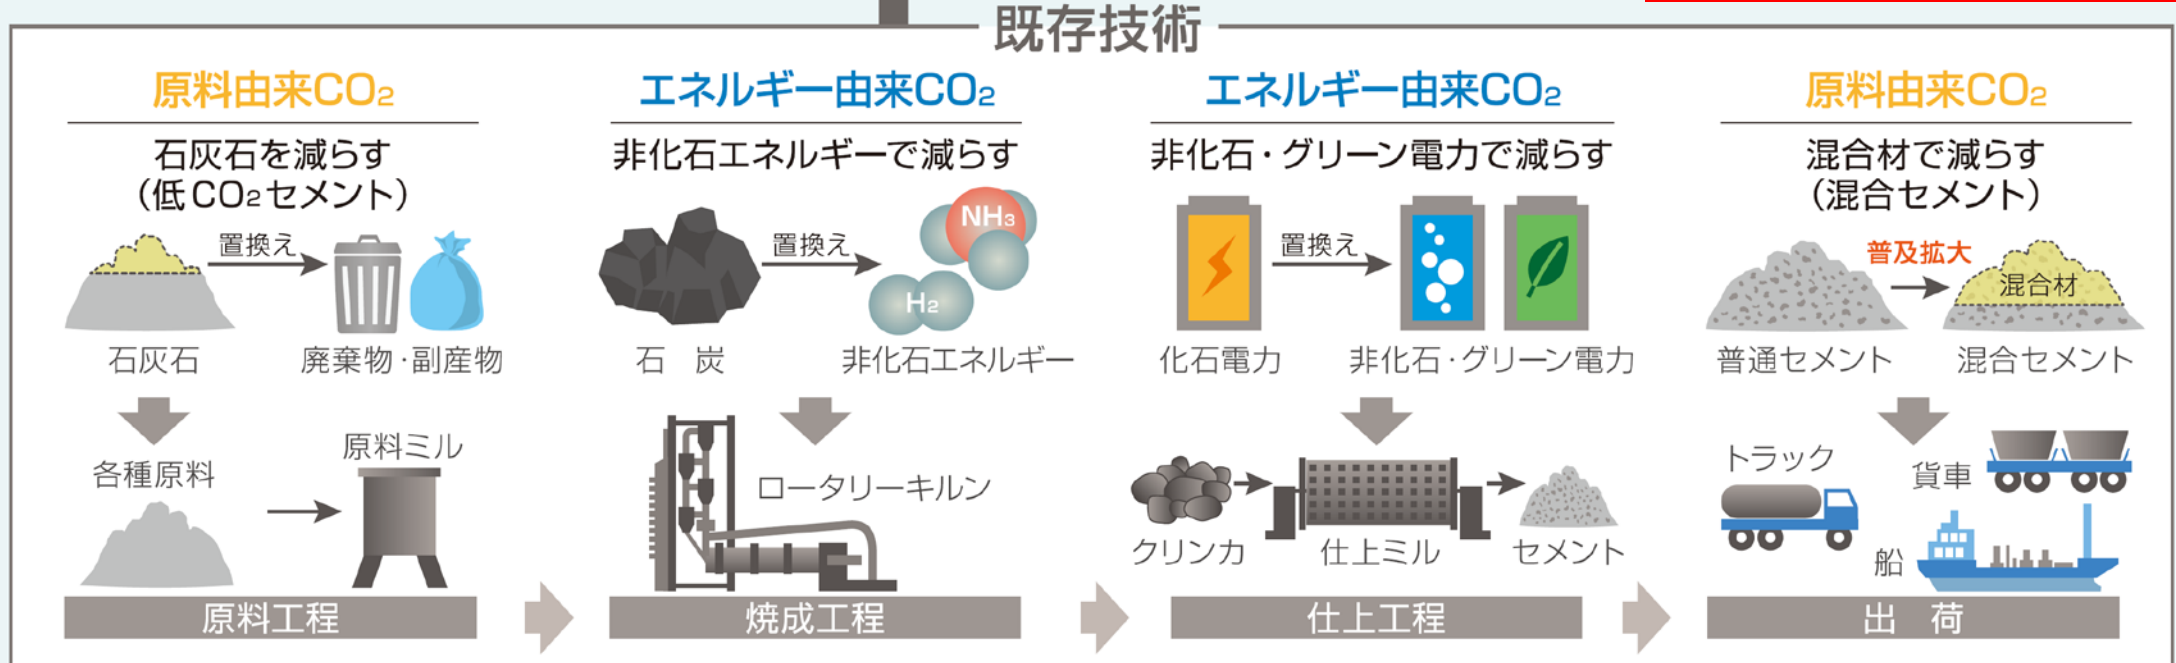 既存技術
原料由来CO₂
石灰石を減らす
（低CO₂セメント）
置換え
石灰石
廃棄物・副産物
各種原料
原料ミル
原料工程
エネルギー由来CO₂
非化石エネルギーで減らす
置換え
NH₃
H₂
石　炭
非化石エネルギー
ロータリーキルン
焼成工程
エネルギー由来CO₂
非化石・グリーン電力で減らす
置換え
化石電力
非化石・グリーン電力
クリンカ
仕上ミル
セメント
仕上工程
原料由来CO₂
混合材で減らす
（混合セメント）
普及拡大
混合材
普通セメント
混合セメント
トラック
貨車
船
出　荷